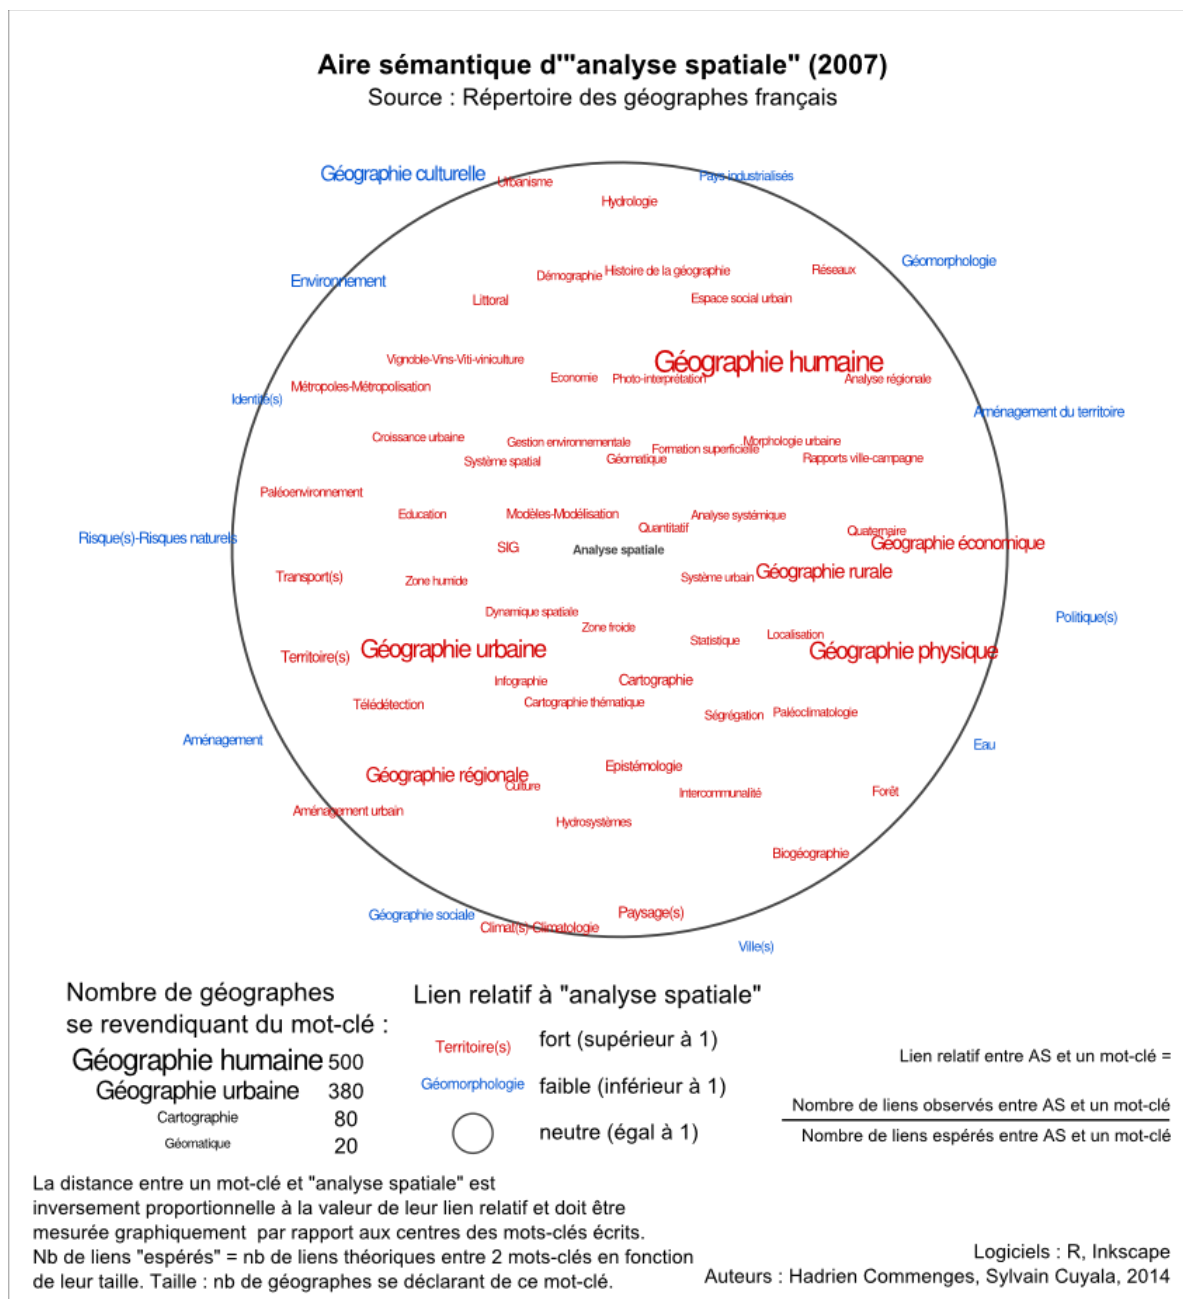 Aire sémantique d'"analyse spatiale" (2007)
Source : Répertoire des géographes français
Géographie culturelle
Urbanisme
Pays industrialisés
Hydrologie
Géomorphologie
Environnement
Démographie
Histoire de la géographie
Réseaux
Littoral
Espace social urbain
Géographie humaine
Vignoble-Vins-Viti-viniculture
Métropoles-Métropolisation
Economie
Photo-interprétation
Analyse régionale
Identité(s)
Aménagement du territoire
Croissance urbaine
Gestion environnementale
Formation superficielle
Morphologie urbaine
Système spatial
Géomatique
Rapports ville-campagne
Paléoenvironnement
Education
Modèles-Modélisation
Analyse systémique
Quantitatif
Quaternaire
Risque(s)-Risques naturels
SIG
Analyse spatiale
Géographie économique
Transport(s)
Zone humide
Système urbain
Géographie rurale
Dynamique spatiale
Zone froide
Politique(s)
Statistique
Localisation
Territoire(s)
Géographie urbaine
Géographie physique
Infographie
Cartographie
Télédétection
Cartographie thématique
Ségrégation
Paléoclimatologie
Aménagement
Eau
Géographie régionale
Culture
Epistémologie
Intercommunalité
Forêt
Aménagement urbain
Hydrosystèmes
Biogéographie
Géographie sociale
Climat(s)-Climatologie
Paysage(s)
Ville(s)
Nombre de géographes
se revendiquant du mot-clé :
Géographie humaine 500
Géographie urbaine 380
Cartographie 80
Géomatique 20
Lien relatif à "analyse spatiale"
Territoire(s) fort (supérieur à 1)
Géomorphologie faible (inférieur à 1)
neutre (égal à 1)
Lien relatif entre AS et un mot-clé =
Nombre de liens observés entre AS et un mot-clé
Nombre de liens espérés entre AS et un mot-clé
La distance entre un mot-clé et "analyse spatiale" est
inversement proportionnelle à la valeur de leur lien relatif et doit être
mesurée graphiquement par rapport aux centres des mots-clés écrits.
Nb de liens "espérés" = nb de liens théoriques entre 2 mots-clés en fonction
de leur taille. Taille : nb de géographes se déclarant de ce mot-clé.
Logiciels : R, Inkscape
Auteurs : Hadrien Commenges, Sylvain Cuyala, 2014